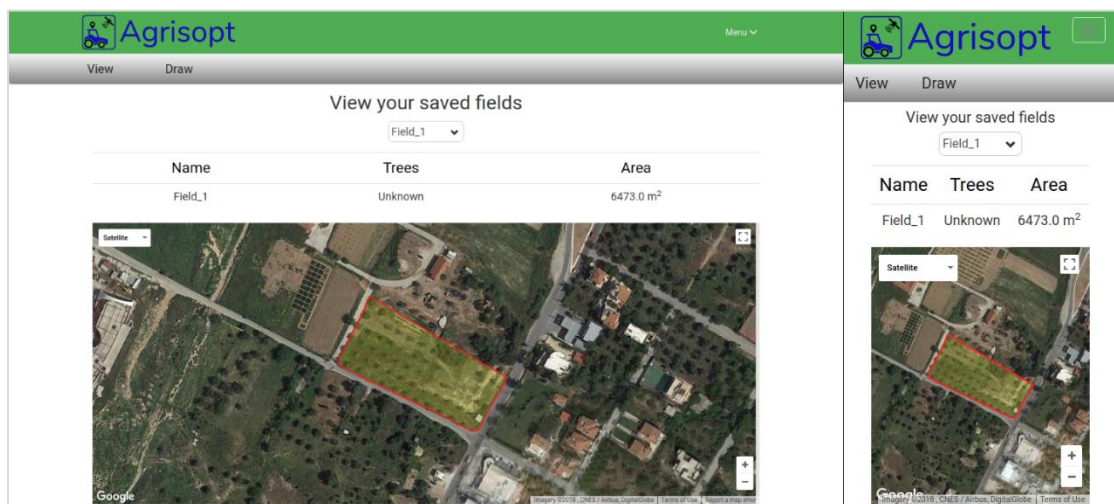 Agrisopt
Menu
View Draw
View your saved fields
Field_1
Name Trees Area
Field_1 Unknown 6473.0 m²
Satellite
+
−
Google
Imagery ©2018 , CNES / Airbus, DigitalGlobe Terms of Use Report a map error
Agrisopt
View Draw
View your saved fields
Field_1
Name Trees Area
Field_1 Unknown 6473.0 m²
Satellite
+
−
Google
Imagery ©2018 , CNES / Airbus, DigitalGlobe Terms of Use